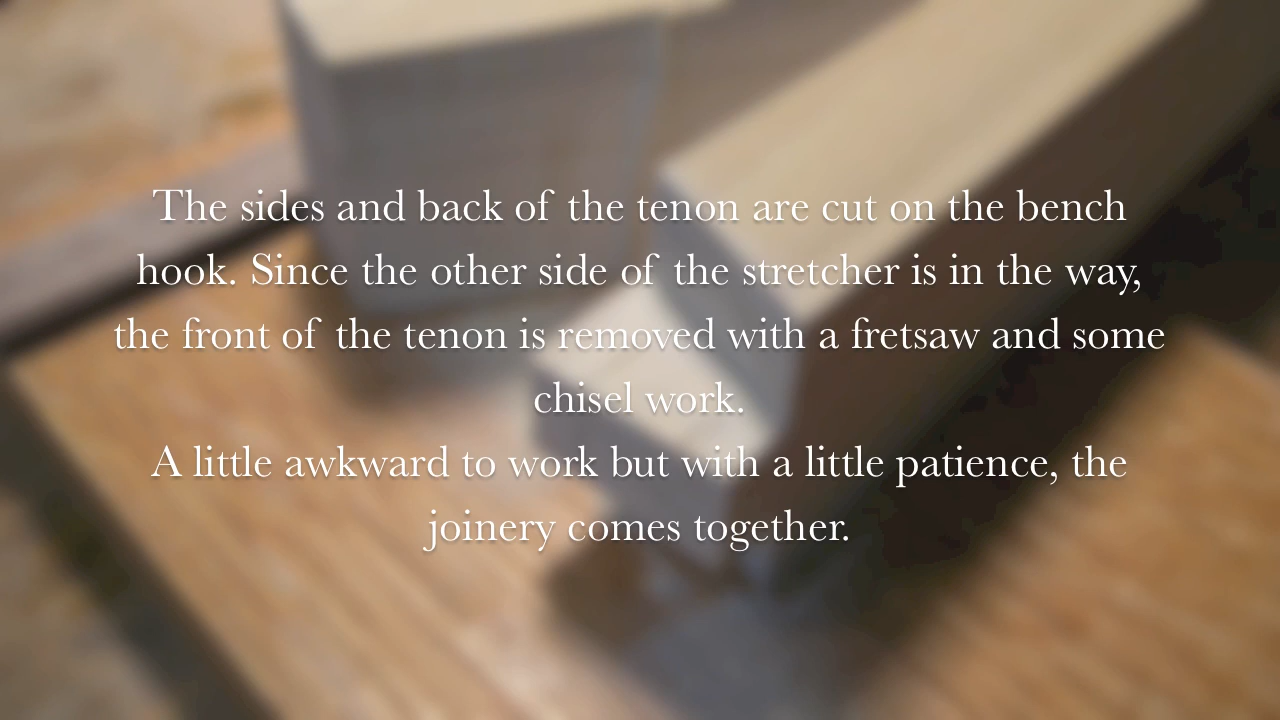 The sides and back of the tenon are cut on the bench
hook. Since the other side of the stretcher is in the way,
the front of the tenon is removed with a fretsaw and some
chisel work.
A little awkward to work but with a little patience, the
joinery comes together.